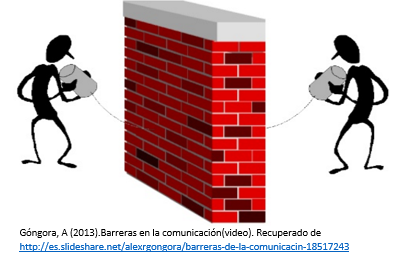 Góngora, A (2013).Barreras en la comunicación(video). Recuperado de
http://es.slideshare.net/alexrgongora/barreras-de-la-comunicacin-18517243